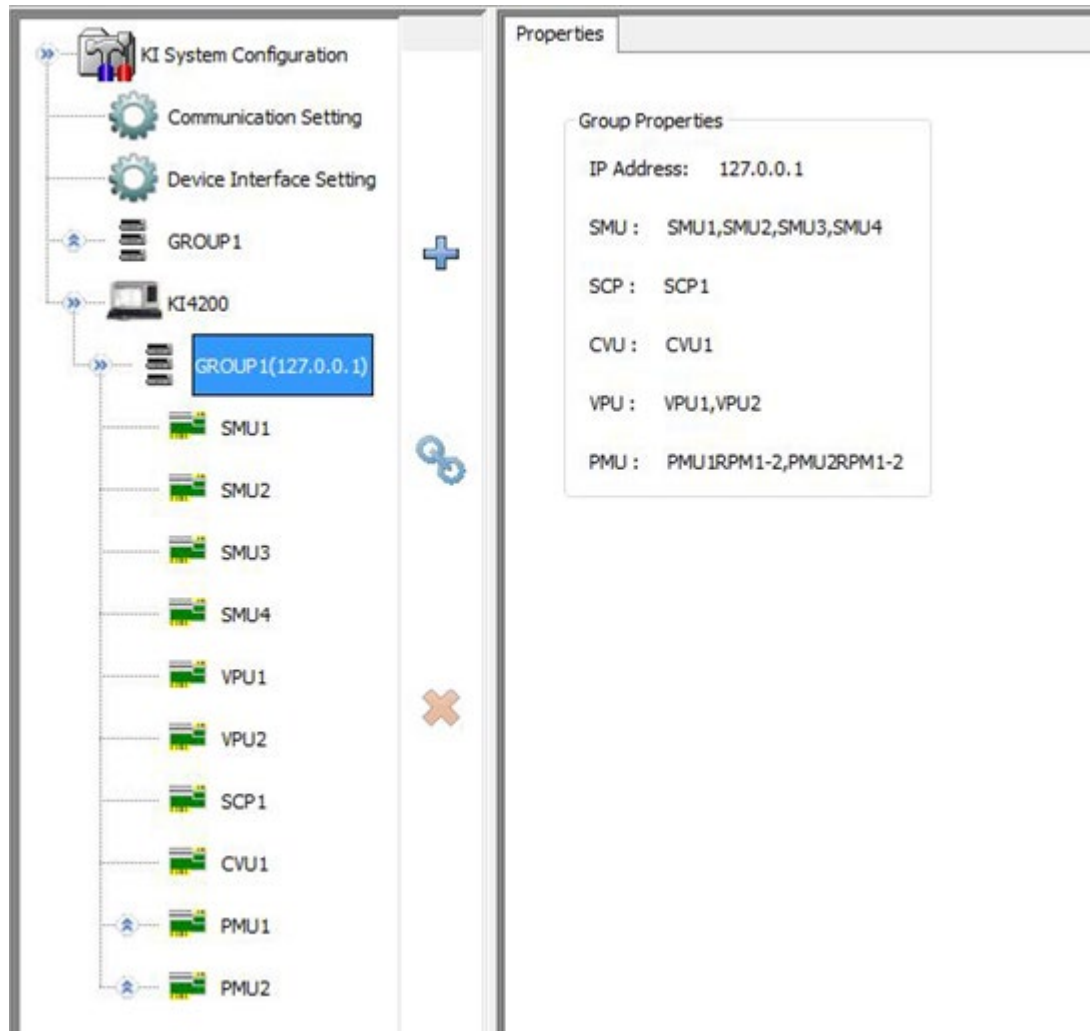 KI System Configuration
Communication Setting
Device Interface Setting
GROUP1
KI4200
GROUP1(127.0.0.1)
SMU1
SMU2
SMU3
SMU4
VPU1
VPU2
SCP1
CVU1
PMU1
PMU2
Properties
Group Properties
IP Address: 127.0.0.1
SMU : SMU1,SMU2,SMU3,SMU4
SCP : SCP1
CVU : CVU1
VPU : VPU1,VPU2
PMU : PMU1RPM1-2,PMU2RPM1-2